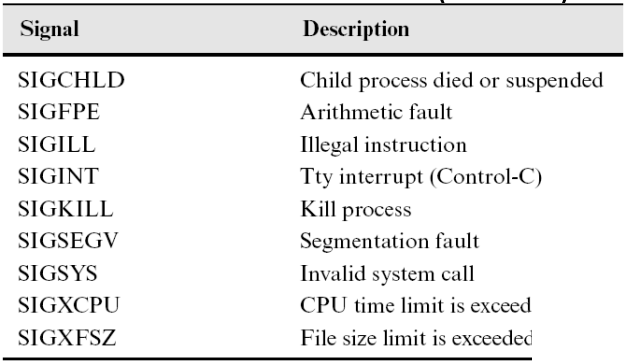 Signal Description
SIGCHLD Child process died or suspended
SIGFPE Arithmetic fault
SIGILL Illegal instruction
SIGINT Tty interrupt (Control-C)
SIGKILL Kill process
SIGSEGV Segmentation fault
SIGSYS Invalid system call
SIGXCPU CPU time limit is exceed
SIGXFSZ File size limit is exceeded